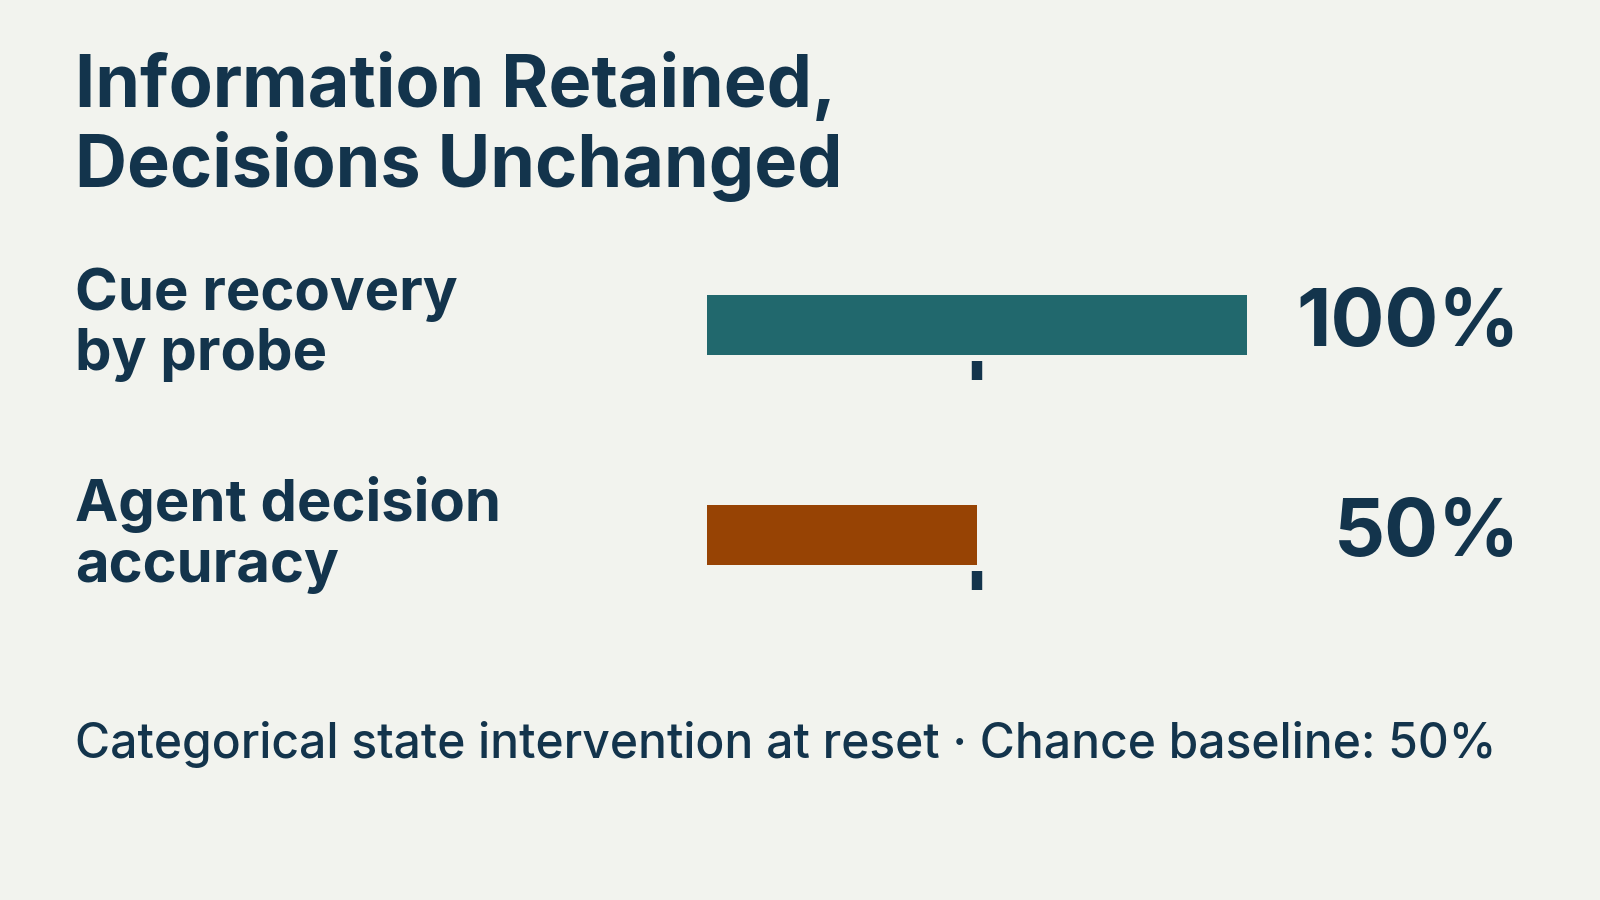 Information Retained,
Decisions Unchanged
Cue recovery
by probe
100%
Agent decision
accuracy
50%
Categorical state intervention at reset · Chance baseline: 50%